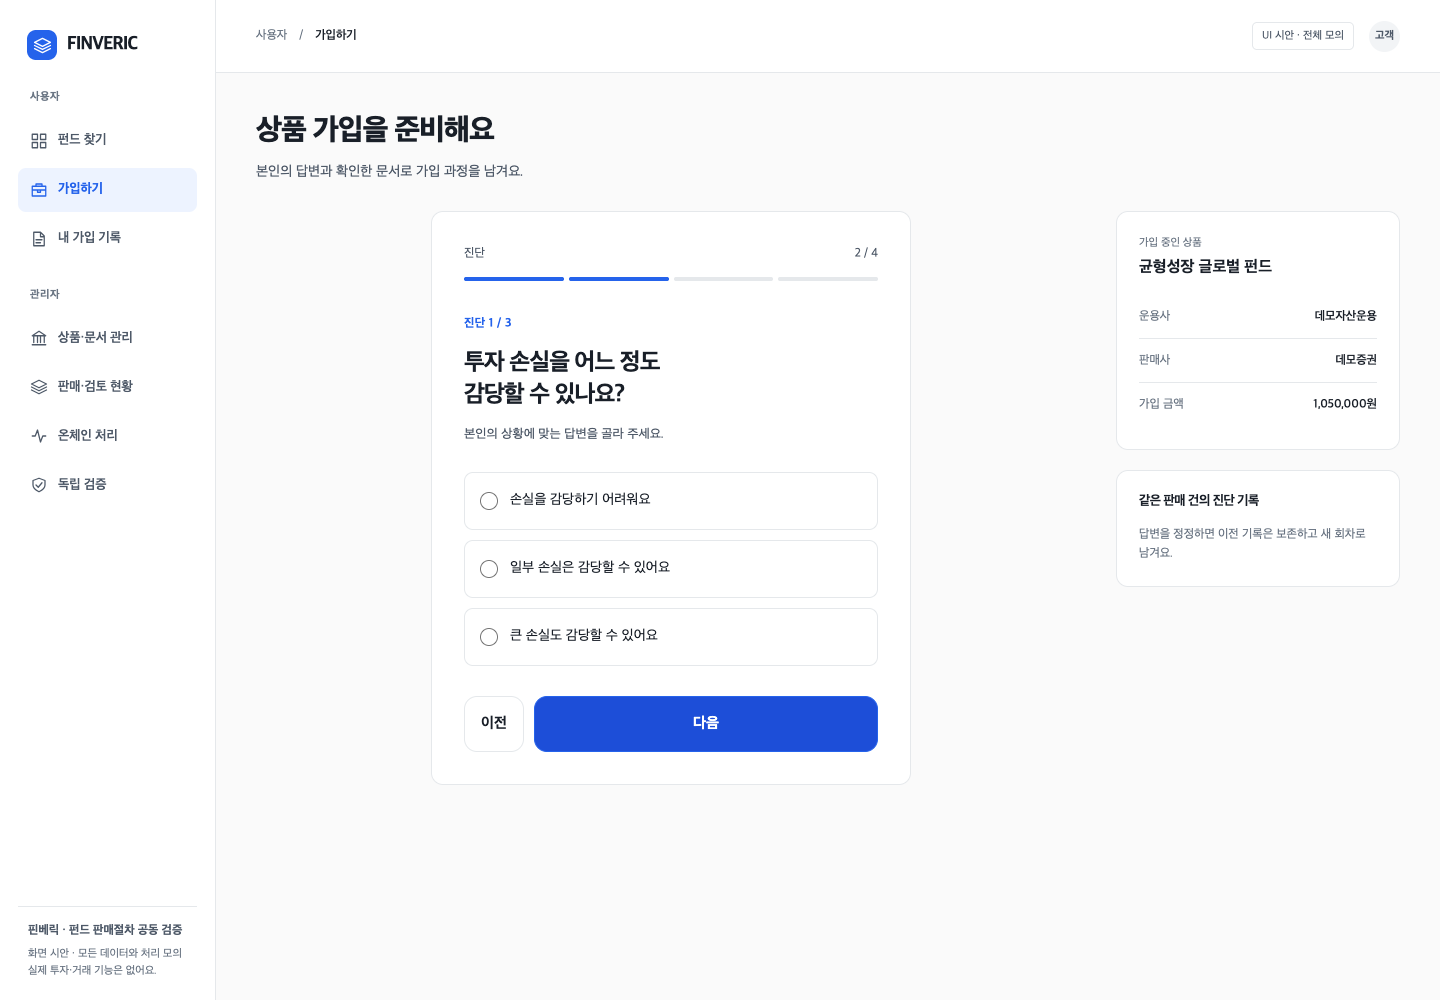 FINVERIC
사용자
펀드 찾기
가입하기
내 가입 기록
관리자
상품·문서 관리
판매·검토 현황
온체인 처리
독립 검증
핀베릭 · 펀드 판매절차 공동 검증
화면 시안 · 모든 데이터와 처리 모의
실제 투자·거래 기능은 없어요.
사용자 / 가입하기
UI 시안 · 전체 모의
고객
상품 가입을 준비해요
본인의 답변과 확인한 문서로 가입 과정을 남겨요.
진단 2 / 4
진단 1 / 3
투자 손실을 어느 정도
감당할 수 있나요?
본인의 상황에 맞는 답변을 골라 주세요.
손실을 감당하기 어려워요
일부 손실은 감당할 수 있어요
큰 손실도 감당할 수 있어요
이전
다음
가입 중인 상품
균형성장 글로벌 펀드
운용사 데모자산운용
판매사 데모증권
가입 금액 1,050,000원
같은 판매 건의 진단 기록
답변을 정정하면 이전 기록은 보존하고 새 회차로
남겨요.